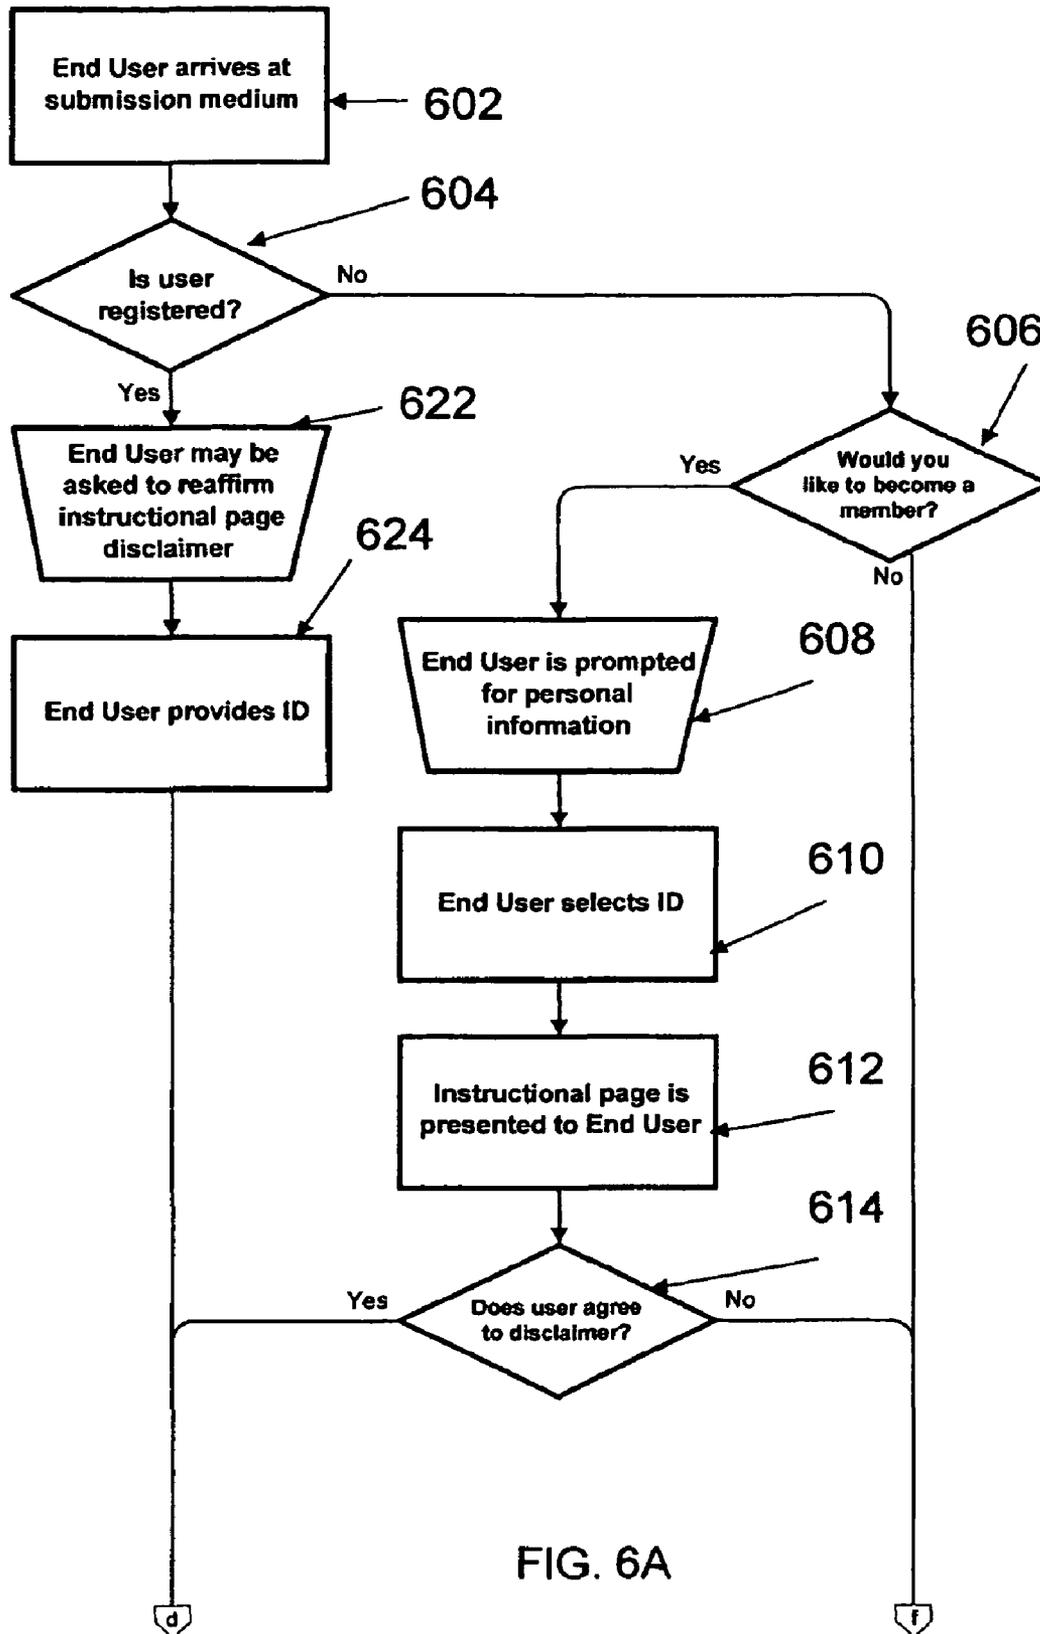 End User arrives at
submission medium
602
604
Is user
registered?
No
Yes
622
606
End User may be
asked to reaffirm
instructional page
disclaimer
Would you
like to become a
member?
Yes
No
624
End User provides ID
608
End User is prompted
for personal
information
610
End User selects ID
612
Instructional page is
presented to End User
614
Does user agree
to disclaimer?
Yes
No
FIG. 6A
d
f